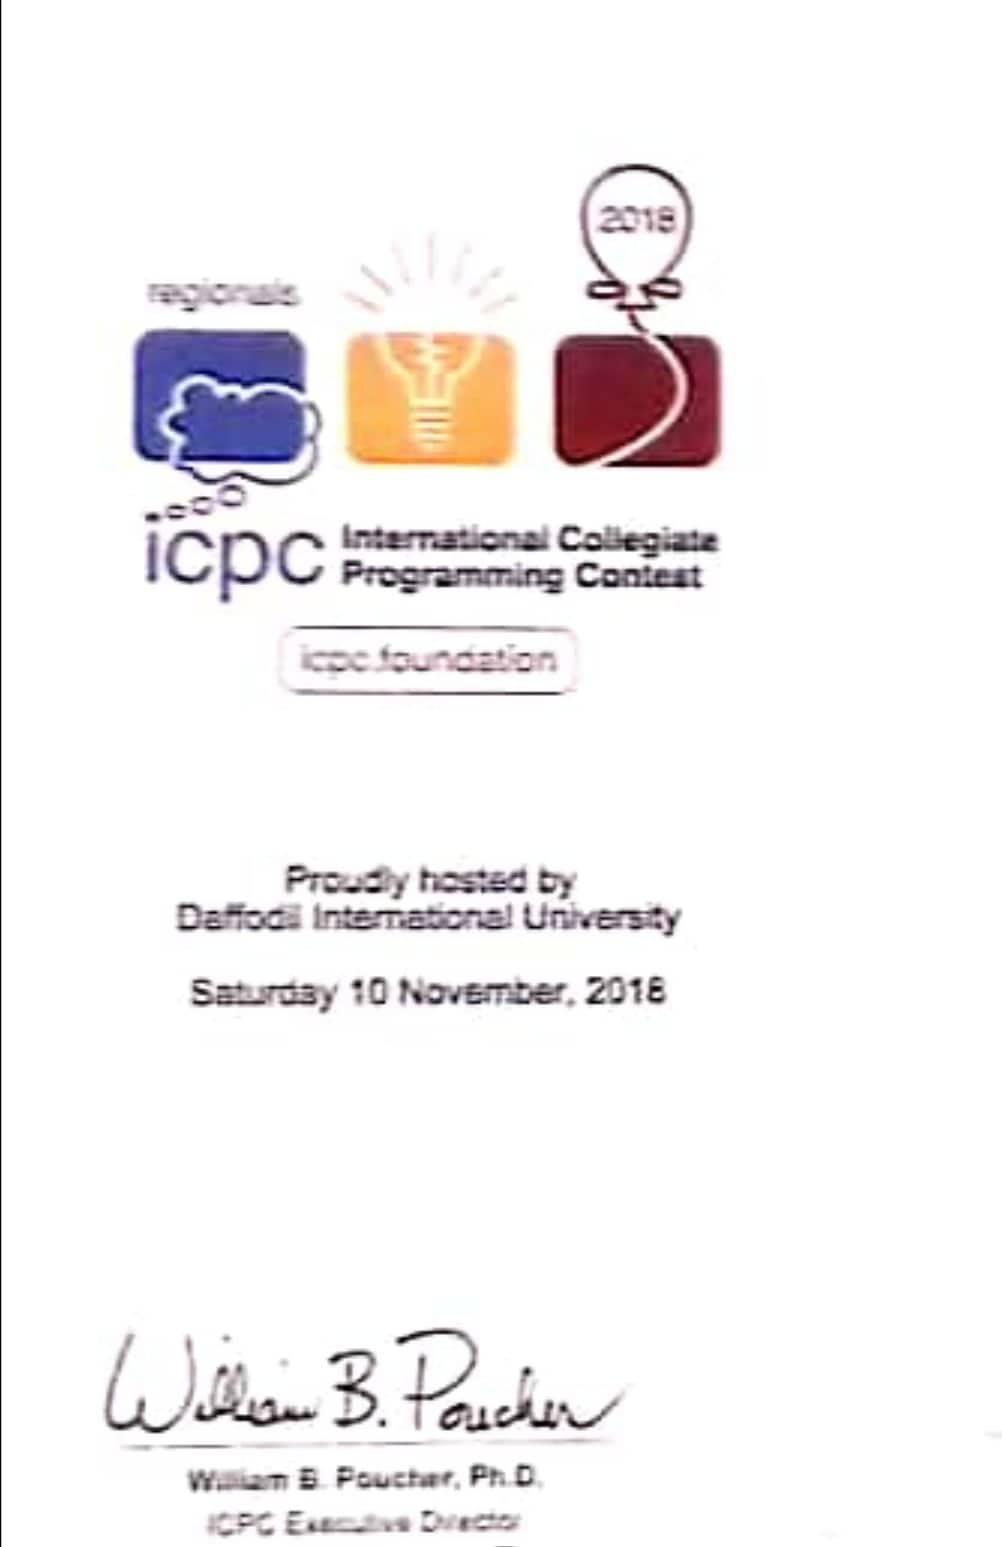 2018
regionals
icpc International Collegiate
Programming Contest
icpc.foundation
Proudly hosted by
Daffodil International University
Saturday 10 November, 2018
William B. Poucher
William B. Poucher, Ph.D.
ICPC Executive Director